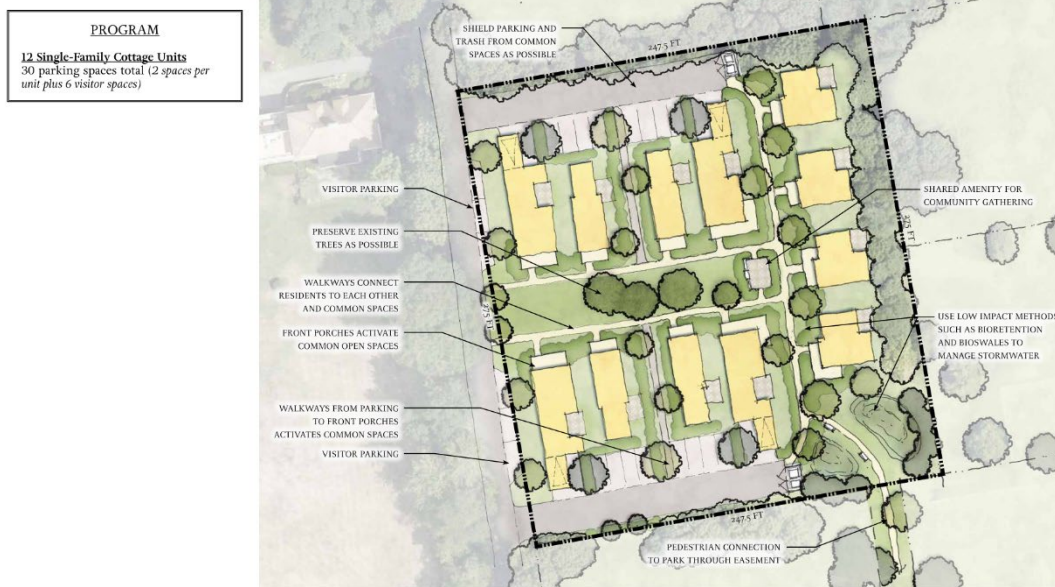 PROGRAM
12 Single-Family Cottage Units
30 parking spaces total (2 spaces per
unit plus 6 visitor spaces)
SHIELD PARKING AND
TRASH FROM COMMON
SPACES AS POSSIBLE
247.5 FT
VISITOR PARKING
PRESERVE EXISTING
TREES AS POSSIBLE
WALKWAYS CONNECT
RESIDENTS TO EACH OTHER
AND COMMON SPACES
275 FT
FRONT PORCHES ACTIVATE
COMMON OPEN SPACES
WALKWAYS FROM PARKING
TO FRONT PORCHES
ACTIVATES COMMON SPACES
VISITOR PARKING
SHARED AMENITY FOR
COMMUNITY GATHERING
275 FT
USE LOW IMPACT METHODS
SUCH AS BIORETENTION
AND BIOSWALES TO
MANAGE STORMWATER
247.5 FT
PEDESTRIAN CONNECTION
TO PARK THROUGH EASEMENT